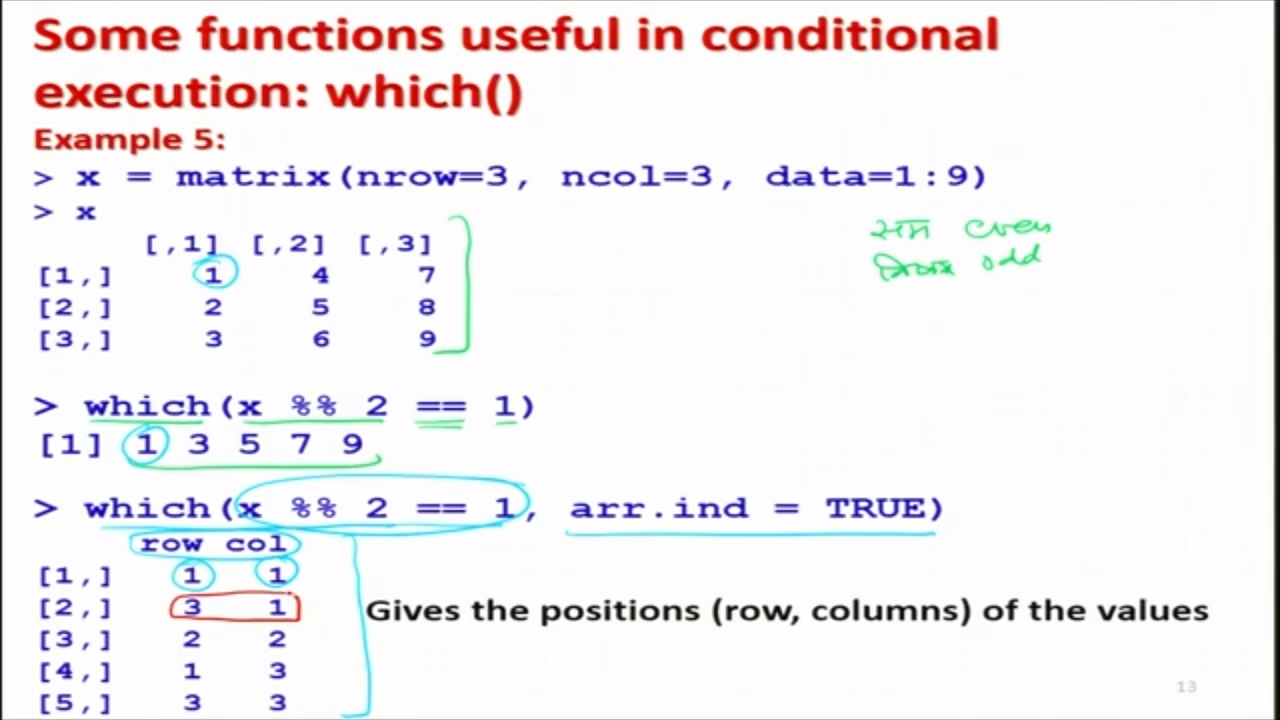 Some functions useful in conditional
execution: which()
Example 5:
> x = matrix(nrow=3, ncol=3, data=1:9)
> x
[,1] [,2] [,3]
[1,] 1 4 7
[2,] 2 5 8
[3,] 3 6 9
सम even
odd
> which(x %% 2 == 1)
[1] 1 3 5 7 9
> which(x %% 2 == 1, arr.ind = TRUE)
row col
[1,] 1 1
[2,] 3 1
[3,] 2 2
[4,] 1 3
[5,] 3 3
Gives the positions (row, columns) of the values
13